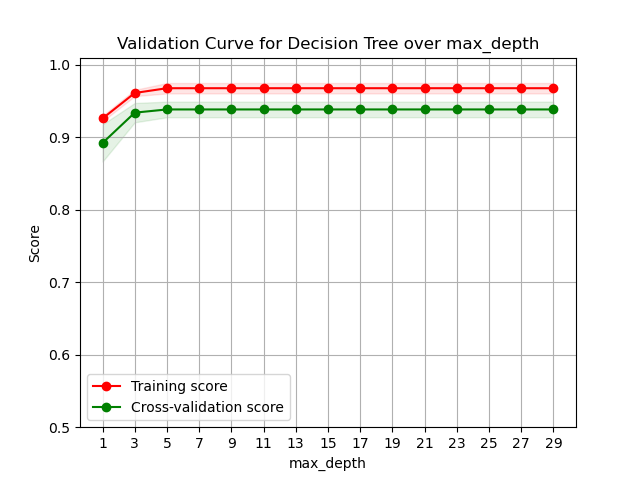 Validation Curve for Decision Tree over max_depth
1.0
0.9
0.8
0.7
0.6
0.5
Score
Training score
Cross-validation score
1 3 5 7 9 11 13 15 17 19 21 23 25 27 29
max_depth